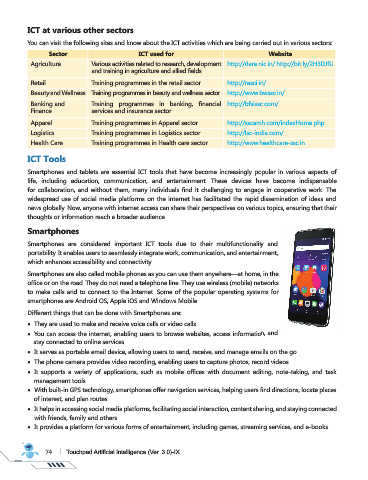 ICT at various other sectors
You can visit the following sites and know about the ICT activities which are being carried out in various sectors:
Sector ICT used for Website
Agriculture Various activities related to research, development http://dare.nic.in/
and training in agriculture and allied fields
Retail Training programmes in the retail sector
Beauty and Wellness Training programmes in beauty and wellness sector
Banking and Training programmes in banking, financial
Finance services and insurance sector
Apparel Training programmes in Apparel sector
Logistics Training programmes in Logistics sector http://lsc-india.com/
Health Care Training programmes in Health care sector http://www.healthcare-ssc.in
ICT Tools
Smartphones and tablets are essential ICT tools that have become increasingly popular in various aspects of
life, including education, communication, and entertainment. These devices have become indispensable
for collaboration, and without them, many individuals find it challenging to engage in cooperative work. The
widespread use of social media platforms on the internet has facilitated the rapid dissemination of ideas and
news globally. Now, anyone with internet access can share their perspectives on various topics, ensuring that their
thoughts or information reach a broader audience.
Smartphones
Smartphones are considered important ICT tools due to their multifunctionality and
portability. It enables users to seamlessly integrate work, communication, and entertainment,
which enhances accessibility and connectivity.
Smartphones are also called mobile phones as you can use them anywhere—at home, in the
office or on the road. They do not need a telephone line. They use wireless (mobile) networks
to make calls and to connect to the Internet. Some of the popular operating systems for
smartphones are Android OS, Apple iOS and Windows Mobile.
Different things that can be done with Smartphones are:
• They are used to make and receive voice calls or video calls.
• You can access the internet, enabling users to browse websites, access information, and
stay connected to online services.
• It serves as portable email device, allowing users to send, receive, and manage emails on the go.
• The phone camera provides video recording, enabling users to capture photos, record videos.
• It supports a variety of applications, such as mobile offices with document editing, note-taking, and task
management tools.
• With built-in GPS technology, smartphones offer navigation services, helping users find directions, locate places
of interest, and plan routes.
• It helps in accessing social media platforms, facilitating social interaction, content sharing, and staying connected
with friends, family and others.
• It provides a platform for various forms of entertainment, including games, streaming services, and e-books.
74 Touchpad Artificial Intelligence (Ver. 3.0)-IX